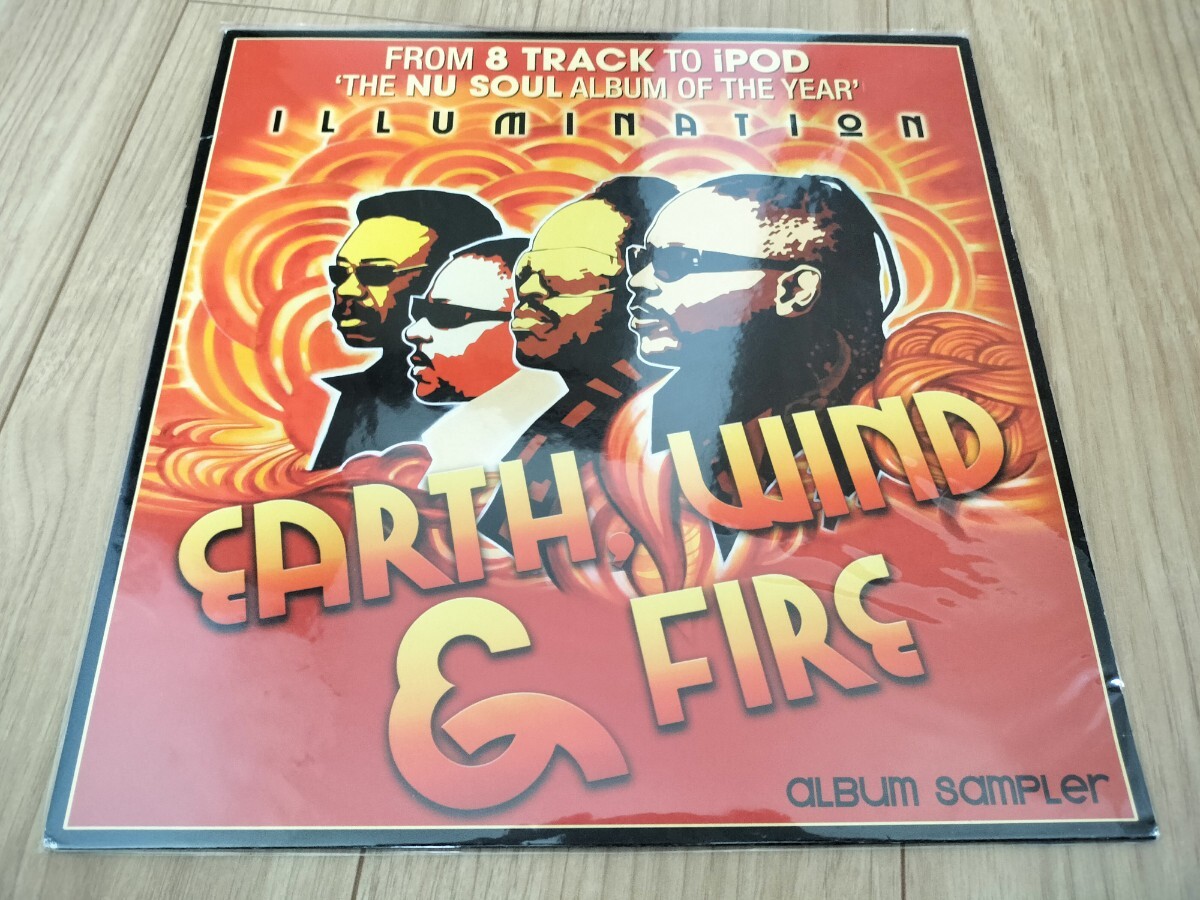 FROM 8 TRACK TO iPOD
‘THE NU SOUL ALBUM OF THE YEAR’
ILLUMINATION
EARTH, WIND
& FIRE
ALBUM SAMPLER